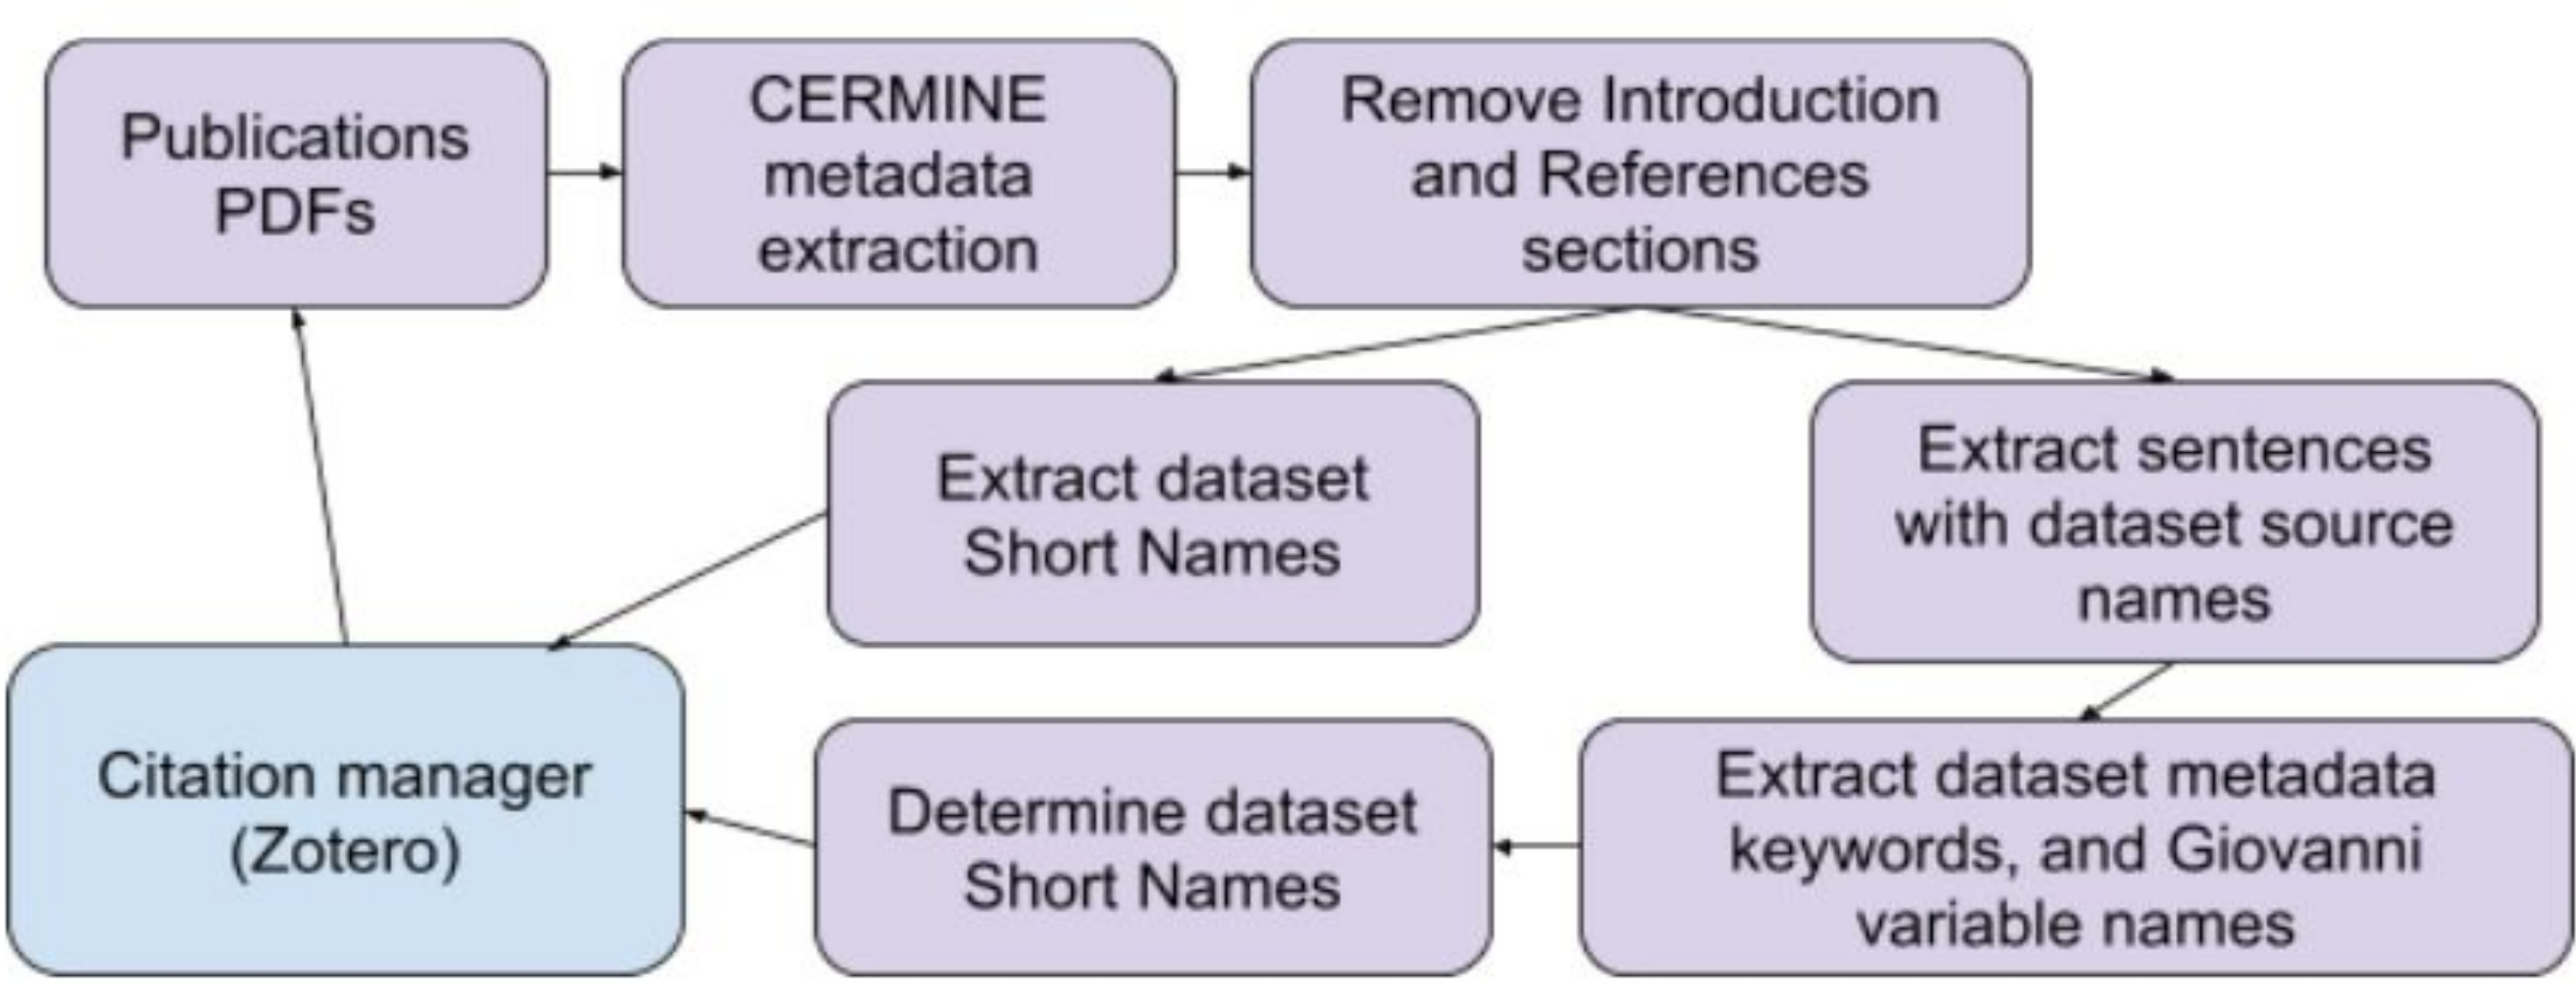 Publications
PDFs
CERMINE
metadata
extraction
Remove Introduction
and References
sections
Extract dataset
Short Names
Extract sentences
with dataset source
names
Citation manager
(Zotero)
Determine dataset
Short Names
Extract dataset metadata
keywords, and Giovanni
variable names